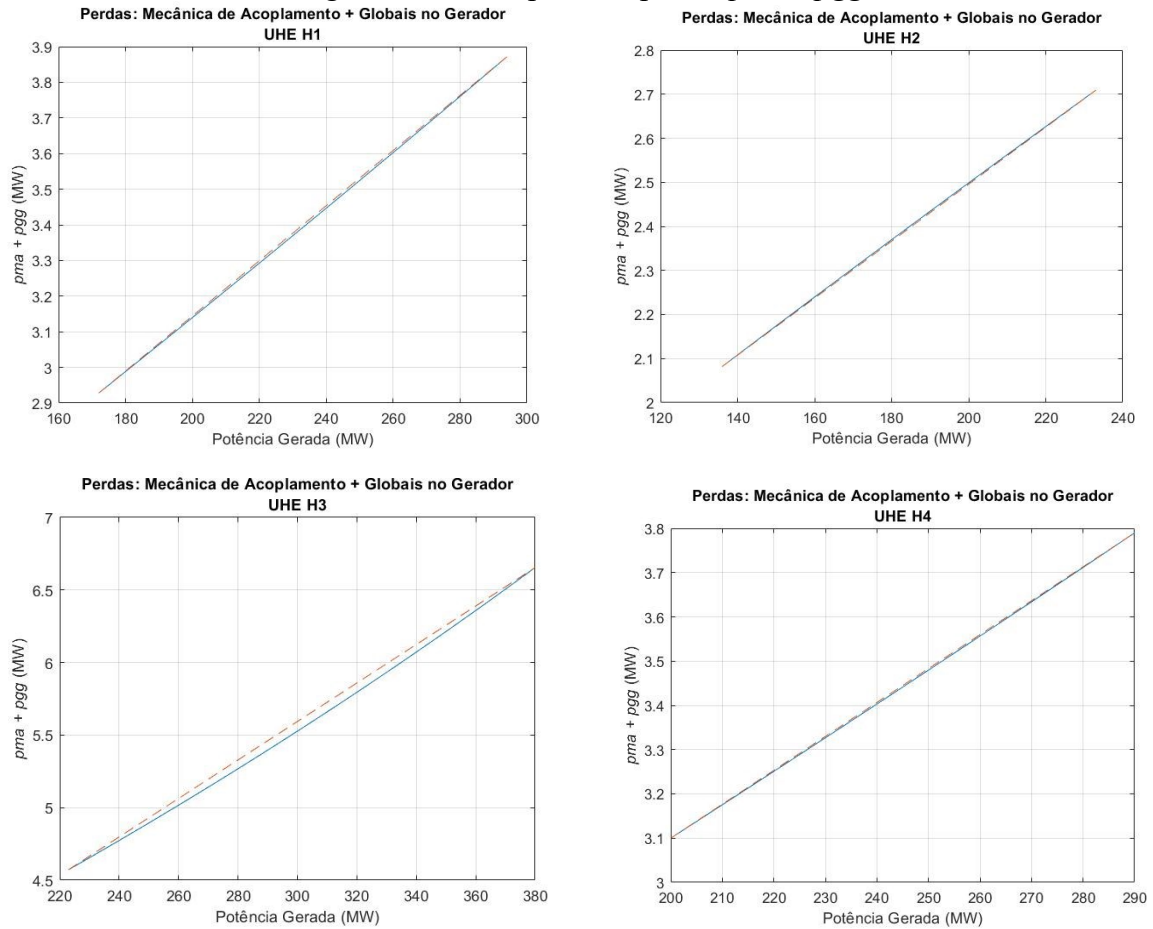 Perdas: Mecânica de Acoplamento + Globais no Gerador
UHE H1
3.9
3.8
3.7
3.6
3.5
3.4
3.3
3.2
3.1
3
2.9
pma + pgg (MW)
160 180 200 220 240 260 280 300
Potência Gerada (MW)
Perdas: Mecânica de Acoplamento + Globais no Gerador
UHE H2
2.8
2.7
2.6
2.5
2.4
2.3
2.2
2.1
2
pma + pgg (MW)
120 140 160 180 200 220 240
Potência Gerada (MW)
Perdas: Mecânica de Acoplamento + Globais no Gerador
UHE H3
7
6.5
6
5.5
5
4.5
pma + pgg (MW)
220 240 260 280 300 320 340 360 380
Potência Gerada (MW)
Perdas: Mecânica de Acoplamento + Globais no Gerador
UHE H4
3.8
3.7
3.6
3.5
3.4
3.3
3.2
3.1
3
pma + pgg (MW)
200 210 220 230 240 250 260 270 280 290
Potência Gerada (MW)